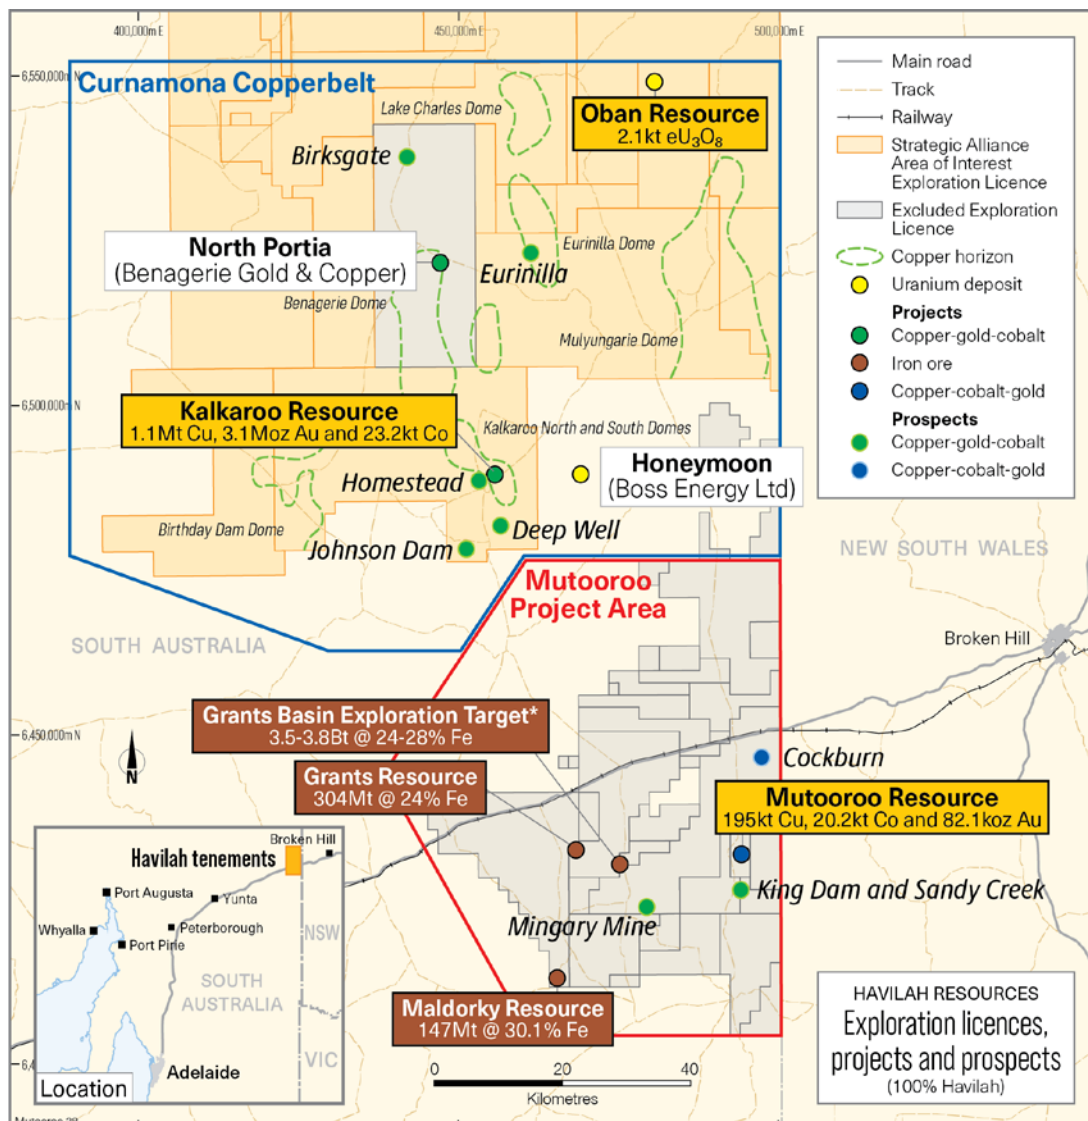 400,000m E
450,000m E
500,000m E
6,550,000m N
6,500,000m N
6,450,000m N
Curnamona Copperbelt
Lake Charles Dome
Oban Resource
2.1kt eU₃O₈
Birksgate
North Portia
(Benagerie Gold & Copper)
Eurinilla Dome
Eurinilla
Benagerie Dome
Mulyungarie Dome
Kalkaroo Resource
1.1Mt Cu, 3.1Moz Au and 23.2kt Co
Kalkaroo North and South Domes
Homestead
Honeymoon
(Boss Energy Ltd)
Birthday Dam Dome
Deep Well
Johnson Dam
Main road
Track
Railway
Strategic Alliance
Area of Interest
Exploration Licence
Excluded Exploration
Licence
Copper horizon
Uranium deposit
Projects
Copper-gold-cobalt
Iron ore
Copper-cobalt-gold
Prospects
Copper-gold-cobalt
Copper-cobalt-gold
NEW SOUTH WALES
Mutooroo
Project Area
SOUTH AUSTRALIA
Broken Hill
Grants Basin Exploration Target*
3.5-3.8Bt @ 24-28% Fe
Grants Resource
304Mt @ 24% Fe
N
Cockburn
Mutooroo Resource
195kt Cu, 20.2kt Co and 82.1koz Au
King Dam and Sandy Creek
Mingary Mine
Maldorky Resource
147Mt @ 30.1% Fe
Broken Hill
Havilah tenements
Port Augusta
Yunta
Whyalla
Peterborough
Port Pine
NSW
SOUTH
AUSTRALIA
VIC
Adelaide
Location
0
20
40
Kilometres
HAVILAH RESOURCES
Exploration licences,
projects and prospects
(100% Havilah)